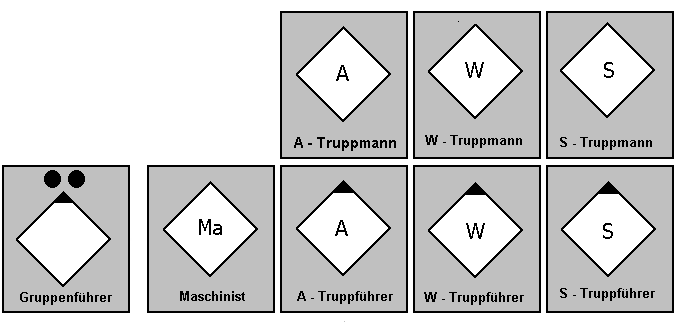 A W S
A - Truppmann W - Truppmann S - Truppmann
Ma A W S
Gruppenführer Maschinist A - Truppführer W - Truppführer S - Truppführer